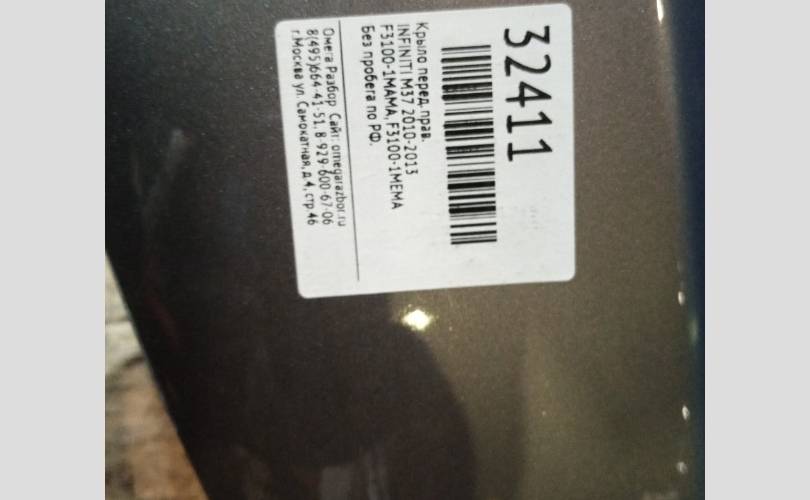 32411
Крыло перед. прав.
INFINITI M37 2010-2013
F3100-1MAMA, F3100-1MEMA
Без пробега по РФ.
Омега Разбор Сайт: omegarazbor.ru
8(495)664-41-51, 8-929-600-67-06
г.Москва ул. Самокатная, д.4, стр 46